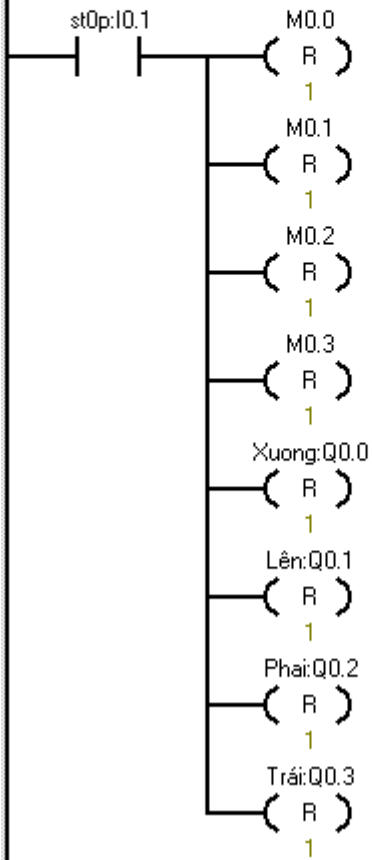 st0p:I0.1 M0.0
R
1
M0.1
R
1
M0.2
R
1
M0.3
R
1
Xuong:Q0.0
R
1
Lên:Q0.1
R
1
Phai:Q0.2
R
1
Trái:Q0.3
R
1